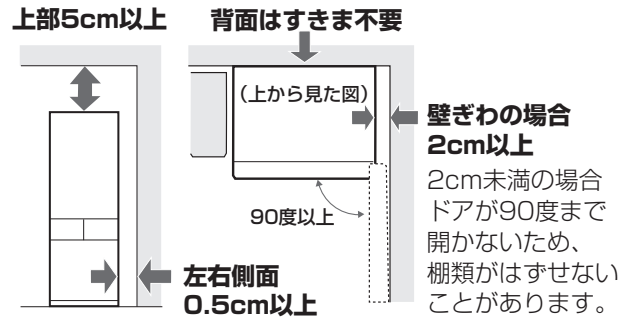 上部5cm以上
背面はすきま不要
(上から見た図)
壁ぎわの場合
2cm以上
2cm未満の場合
ドアが90度まで
開かないため、
棚類がはずせない
ことがあります。
90度以上
左右側面
0.5cm以上